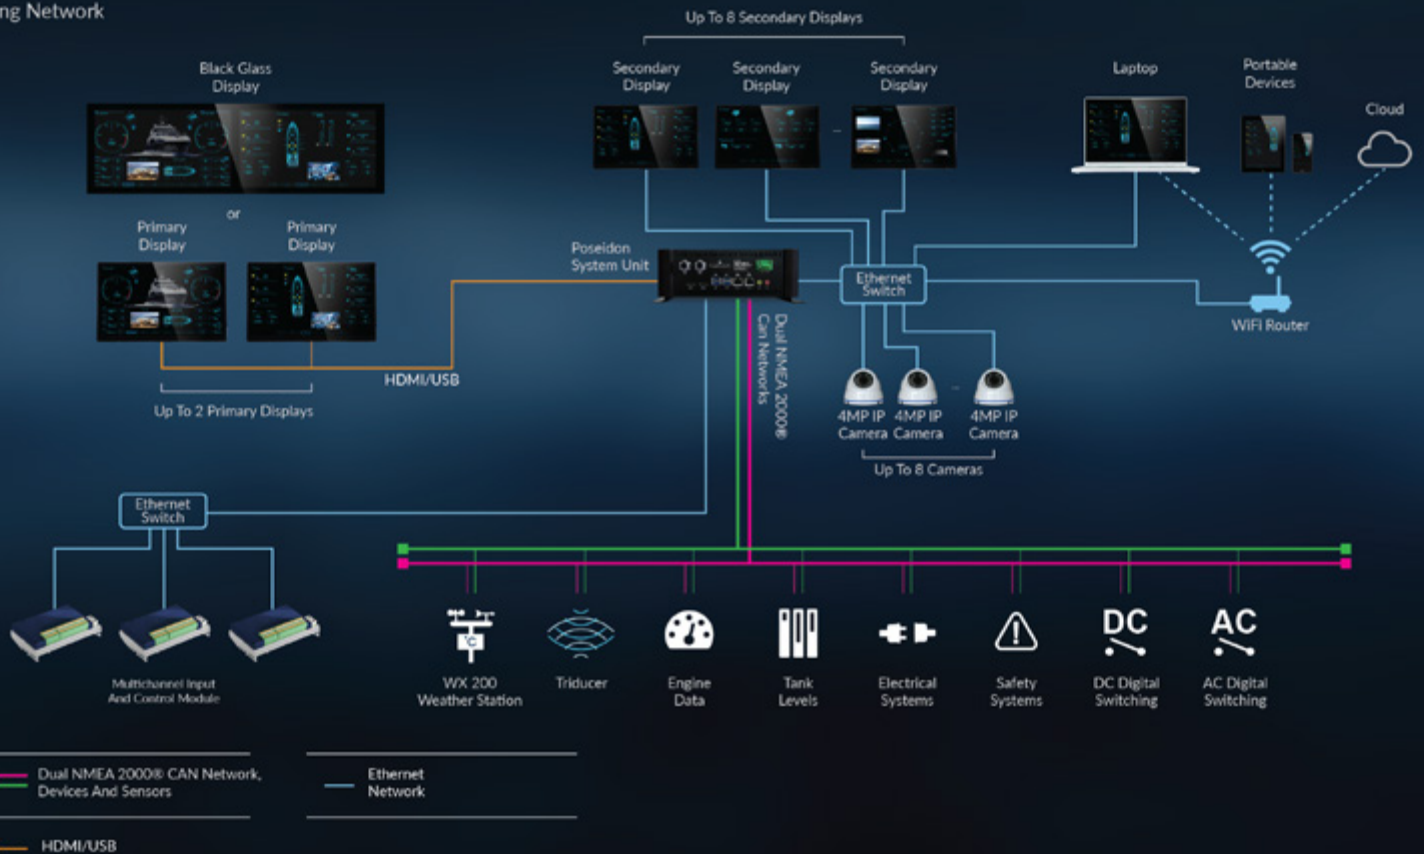 ng Network
Up To 8 Secondary Displays
Black Glass
Display
Secondary
Display
Secondary
Display
Secondary
Display
Laptop
Portable
Devices
Cloud
or
Primary
Display
Primary
Display
Poseidon
System Unit
Ethernet
Switch
WiFi Router
HDMI/USB
Dual NMEA 2000®
Can Networks
Up To 2 Primary Displays
4MP IP
Camera
4MP IP
Camera
4MP IP
Camera
Up To 8 Cameras
Ethernet
Switch
°C
DC
AC
Multichannel Input
And Control Module
WX 200
Weather Station
Triducer
Engine
Data
Tank
Levels
Electrical
Systems
Safety
Systems
DC Digital
Switching
AC Digital
Switching
Dual NMEA 2000® CAN Network,
Devices And Sensors
Ethernet
Network
HDMI/USB